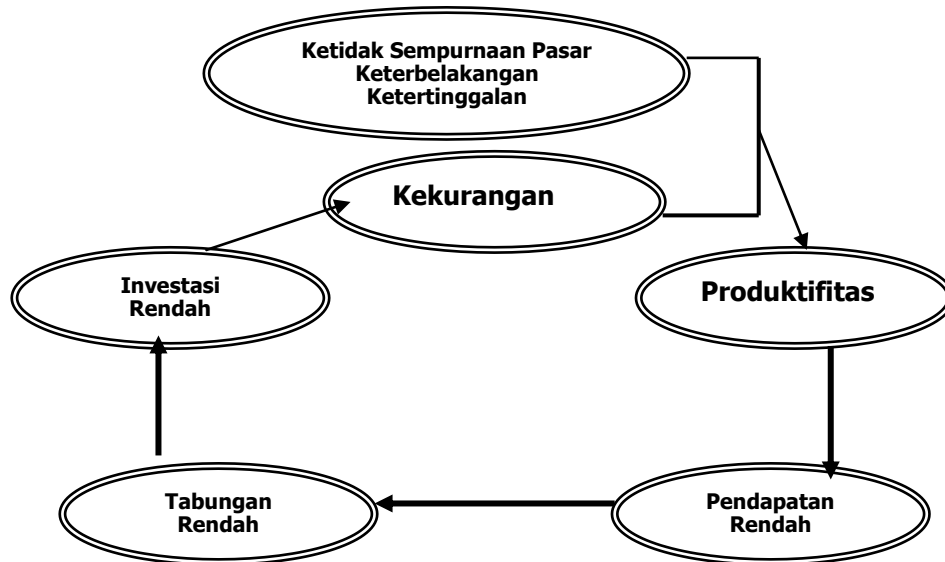 Ketidak Sempurnaan Pasar
Keterbelakangan
Ketertinggalan
Kekurangan
Investasi
Rendah
Produktifitas
Tabungan
Rendah
Pendapatan
Rendah